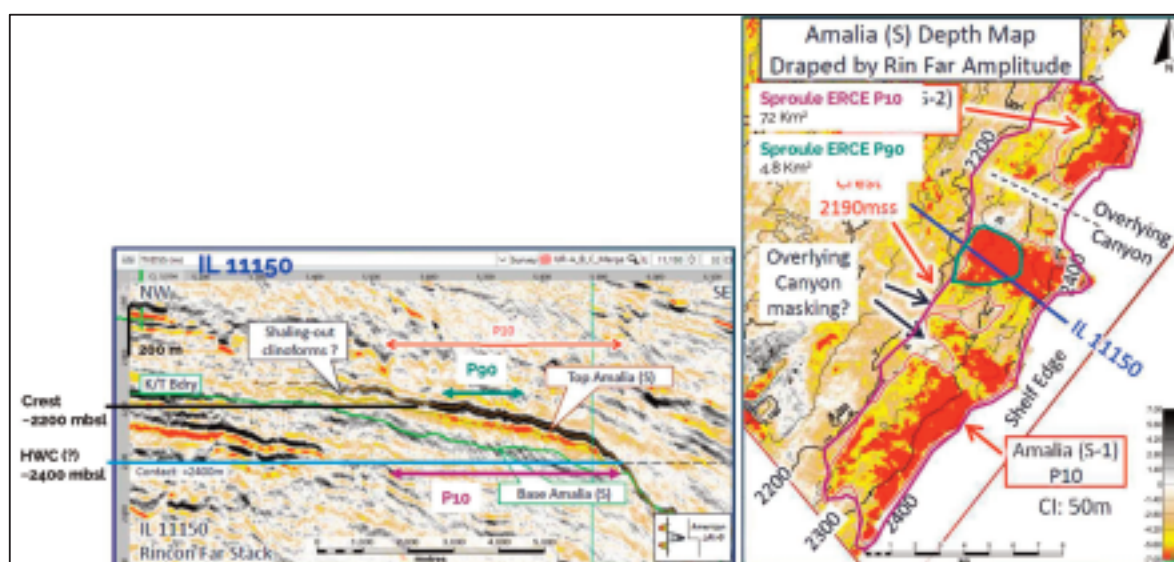 IL 11150
NW
SE
200 m
Shaling-out
clinoforms ?
P10
P90
K/T Bdry
Top Amalia (S)
Crest
~2200 mbsl
HWC (?)
~2400 mbsl
Contact
P10
Base Amalia (S)
IL 11150
Rincon Far Stack
Amalia (S) Depth Map
Draped by Rin Far Amplitude
Sproule ERCE P10
72 Km²
S-2)
Sproule ERCE P90
4.8 Km²
2190mss
2200
Overlying
Canyon
masking?
Overlying
Canyon
2400
IL 11150
Shelf Edge
Amalia (S-1)
P10
CI: 50m
2200
2300
2400